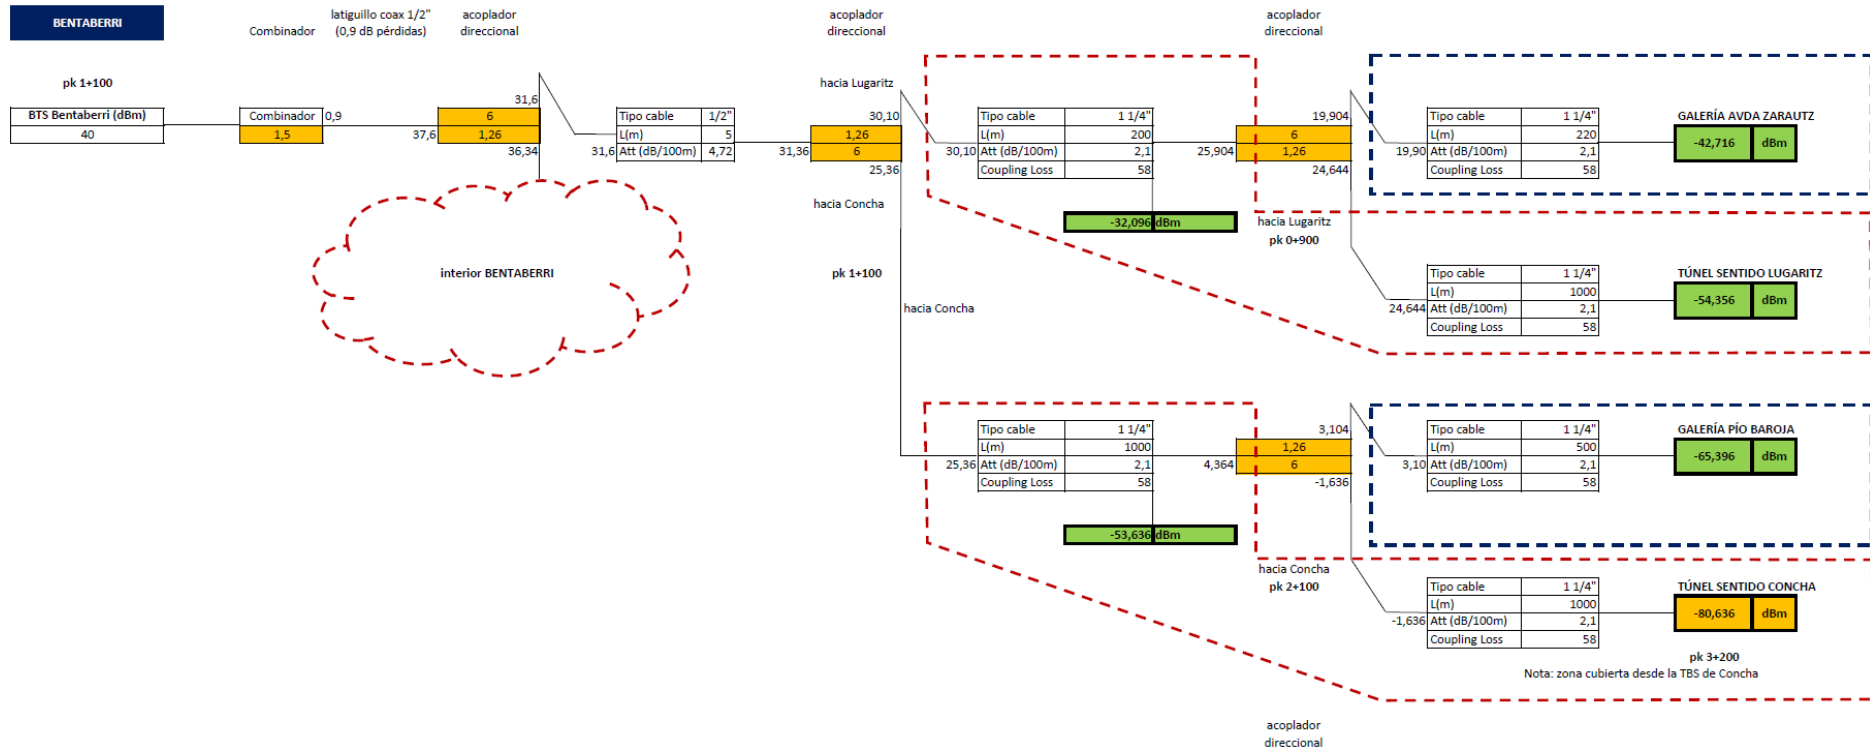 BENTABERRI
Combinador
latiguillo coax 1/2"
(0,9 dB pérdidas)
acoplador
direccional
acoplador
direccional
acoplador
direccional
pk 1+100
BTS Bentaberri (dBm)
40
Combinador 0,9
1,5
37,6
31,6
6
1,26
36,34
31,6
Tipo cable 1/2"
L(m) 5
Att (dB/100m) 4,72
31,36
hacia Lugaritz
30,10
1,26
6
25,36
hacia Concha
pk 1+100
hacia Concha
30,10
Tipo cable 1 1/4"
L(m) 200
Att (dB/100m) 2,1
Coupling Loss 58
-32,096 dBm
25,904
19,904
6
1,26
24,644
hacia Lugaritz
pk 0+900
19,90
Tipo cable 1 1/4"
L(m) 220
Att (dB/100m) 2,1
Coupling Loss 58
GALERÍA AVDA ZARAUTZ
-42,716 dBm
24,644
Tipo cable 1 1/4"
L(m) 1000
Att (dB/100m) 2,1
Coupling Loss 58
TÚNEL SENTIDO LUGARITZ
-54,356 dBm
interior BENTABERRI
25,36
Tipo cable 1 1/4"
L(m) 1000
Att (dB/100m) 2,1
Coupling Loss 58
-53,636 dBm
4,364
3,104
1,26
6
-1,636
hacia Concha
pk 2+100
3,10
Tipo cable 1 1/4"
L(m) 500
Att (dB/100m) 2,1
Coupling Loss 58
GALERÍA PÍO BAROJA
-65,396 dBm
-1,636
Tipo cable 1 1/4"
L(m) 1000
Att (dB/100m) 2,1
Coupling Loss 58
TÚNEL SENTIDO CONCHA
-80,636 dBm
pk 3+200
Nota: zona cubierta desde la TBS de Concha
acoplador
direccional